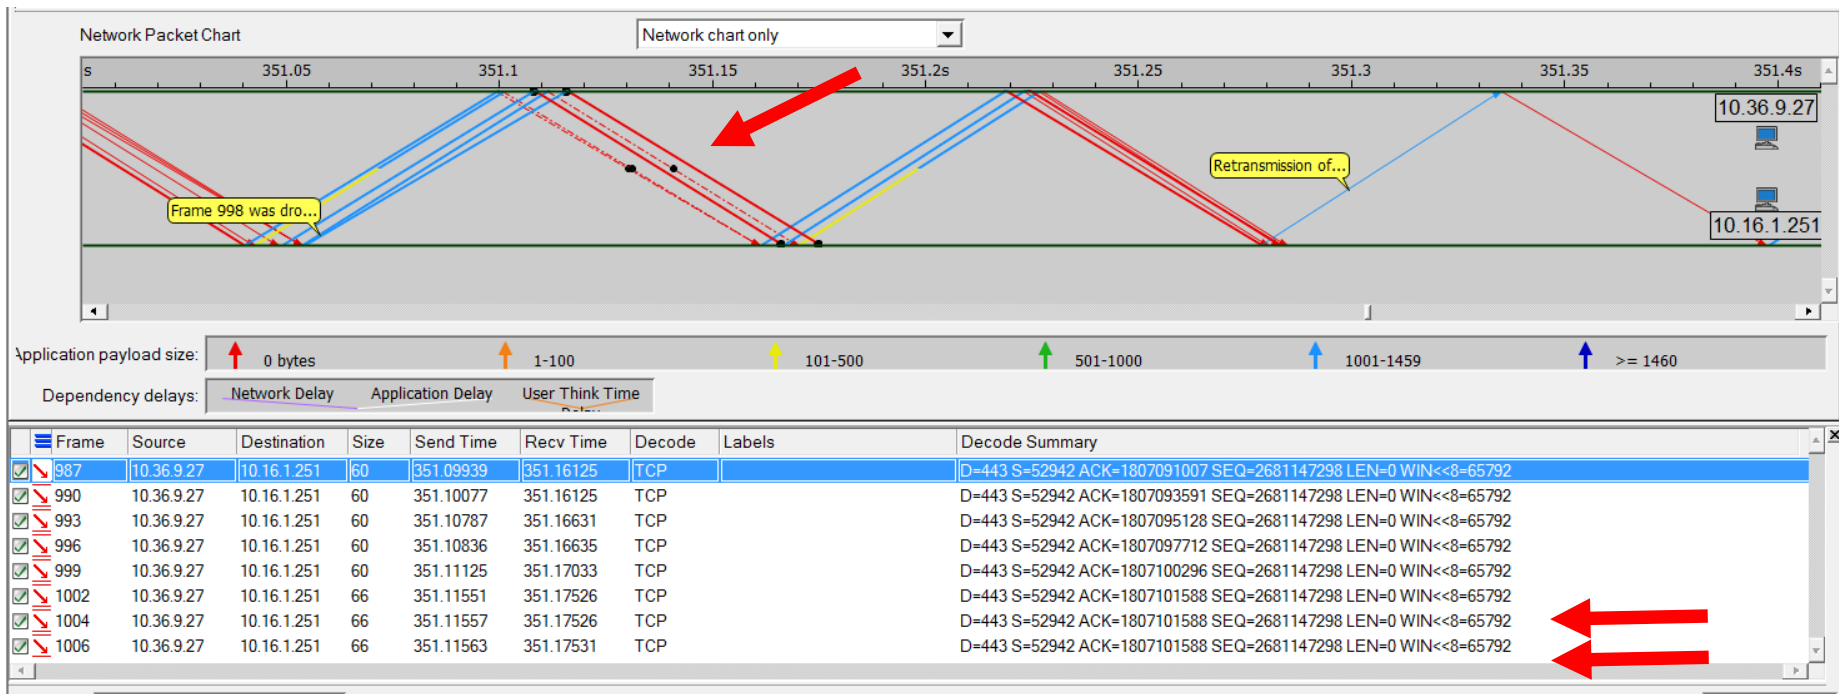 Network Packet Chart
Network chart only
s 351.05 351.1 351.15 351.2s 351.25 351.3 351.35 351.4s
10.36.9.27
Retransmission of...
Frame 998 was dro...
10.16.1.251
Application payload size: 0 bytes 1-100 101-500 501-1000 1001-1459 >= 1460
Dependency delays: Network Delay Application Delay User Think Time
Frame Source Destination Size Send Time Recv Time Decode Labels Decode Summary
987 10.36.9.27 10.16.1.251 60 351.09939 351.16125 TCP D=443 S=52942 ACK=1807091007 SEQ=2681147298 LEN=0 WIN<<8=65792
990 10.36.9.27 10.16.1.251 60 351.10077 351.16125 TCP D=443 S=52942 ACK=1807093591 SEQ=2681147298 LEN=0 WIN<<8=65792
993 10.36.9.27 10.16.1.251 60 351.10787 351.16631 TCP D=443 S=52942 ACK=1807095128 SEQ=2681147298 LEN=0 WIN<<8=65792
996 10.36.9.27 10.16.1.251 60 351.10836 351.16635 TCP D=443 S=52942 ACK=1807097712 SEQ=2681147298 LEN=0 WIN<<8=65792
999 10.36.9.27 10.16.1.251 60 351.11125 351.17033 TCP D=443 S=52942 ACK=1807100296 SEQ=2681147298 LEN=0 WIN<<8=65792
1002 10.36.9.27 10.16.1.251 66 351.11551 351.17526 TCP D=443 S=52942 ACK=1807101588 SEQ=2681147298 LEN=0 WIN<<8=65792
1004 10.36.9.27 10.16.1.251 66 351.11557 351.17526 TCP D=443 S=52942 ACK=1807101588 SEQ=2681147298 LEN=0 WIN<<8=65792
1006 10.36.9.27 10.16.1.251 66 351.11563 351.17531 TCP D=443 S=52942 ACK=1807101588 SEQ=2681147298 LEN=0 WIN<<8=65792